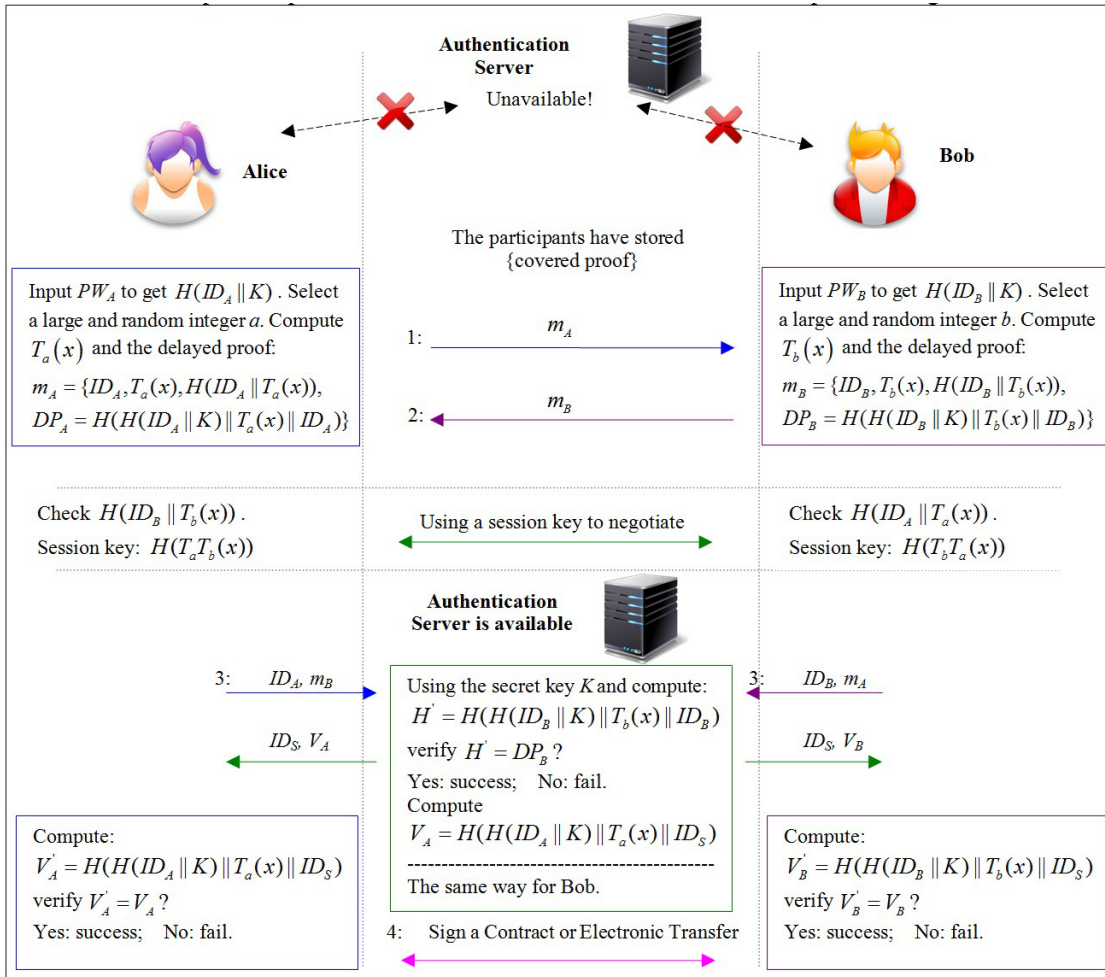 Authentication
Server
Unavailable!
Alice
Bob
The participants have stored
{covered proof}
Input PW_A to get H(ID_A || K) . Select
a large and random integer a. Compute
T_a(x) and the delayed proof:
m_A = {ID_A, T_a(x), H(ID_A || T_a(x)),
DP_A = H(H(ID_A || K) || T_a(x) || ID_A)}
1: m_A
2: m_B
Input PW_B to get H(ID_B || K) . Select
a large and random integer b. Compute
T_b(x) and the delayed proof:
m_B = {ID_B, T_b(x), H(ID_B || T_b(x)),
DP_B = H(H(ID_B || K) || T_b(x) || ID_B)}
Check H(ID_B || T_b(x)) .
Session key: H(T_aT_b(x))
Using a session key to negotiate
Check H(ID_A || T_a(x)) .
Session key: H(T_bT_a(x))
Authentication
Server is available
3: ID_A, m_B
ID_S, V_A
Using the secret key K and compute:
H' = H(H(ID_B || K) || T_b(x) || ID_B)
verify H' = DP_B ?
Yes: success; No: fail.
Compute
V_A = H(H(ID_A || K) || T_a(x) || ID_S)
The same way for Bob.
3: ID_B, m_A
ID_S, V_B
Compute:
V'_A = H(H(ID_A || K) || T_a(x) || ID_S)
verify V'_A = V_A ?
Yes: success; No: fail.
4: Sign a Contract or Electronic Transfer
Compute:
V'_B = H(H(ID_B || K) || T_b(x) || ID_S)
verify V'_B = V_B ?
Yes: success; No: fail.